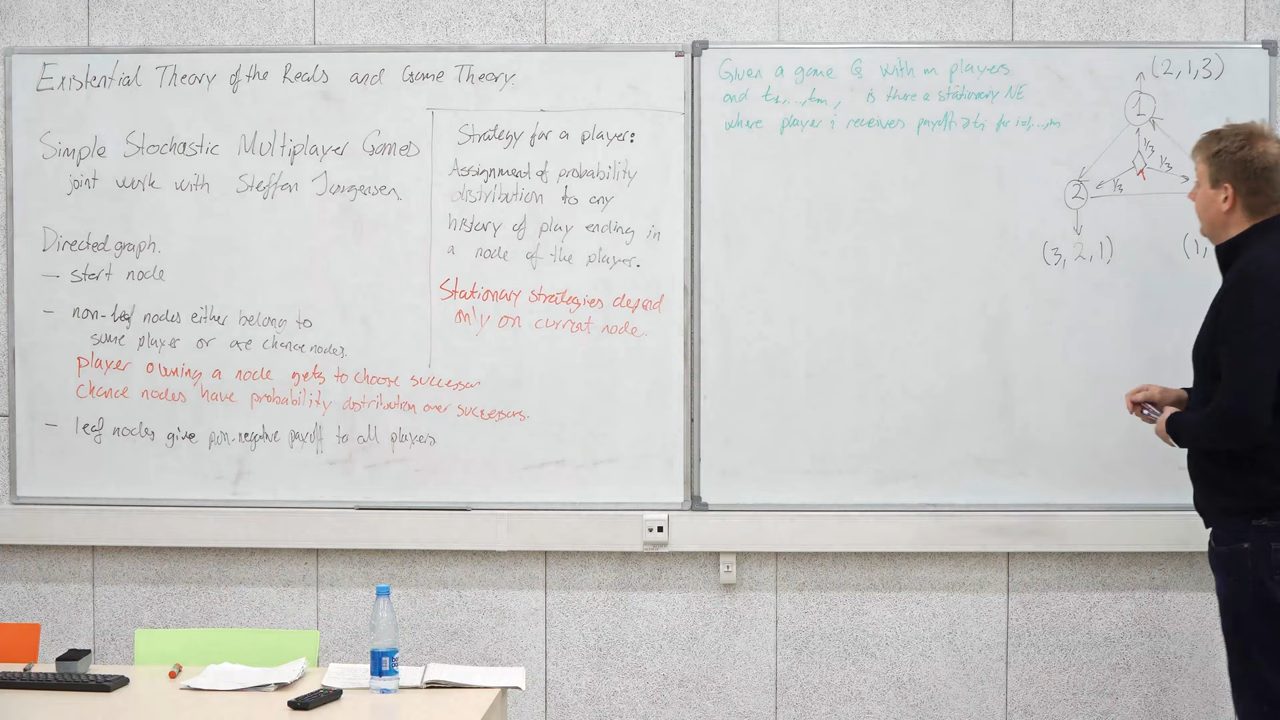 Existential Theory of the Reals and Game Theory.
Simple Stochastic Multiplayer Games
joint work with Steffan Jørgensen.
Directed graph.
– start node
– non-leaf nodes either belong to
some player or are chance nodes.
player owning a node gets to choose successor
chance nodes have probability distribution over successors.
– leaf nodes give non-negative payoff to all players
Strategy for a player:
Assignment of probability
distribution to any
history of play ending in
a node of the player.
Stationary strategies depend
only on current node.
Given a game G with m players
and t₁,...,tm, is there a stationary NE
where player i receives payoff ≥ ti for i=1,...,m
(2,1,3)
1
1/3
1/3
1/3
2
(3,2,1)
(1,